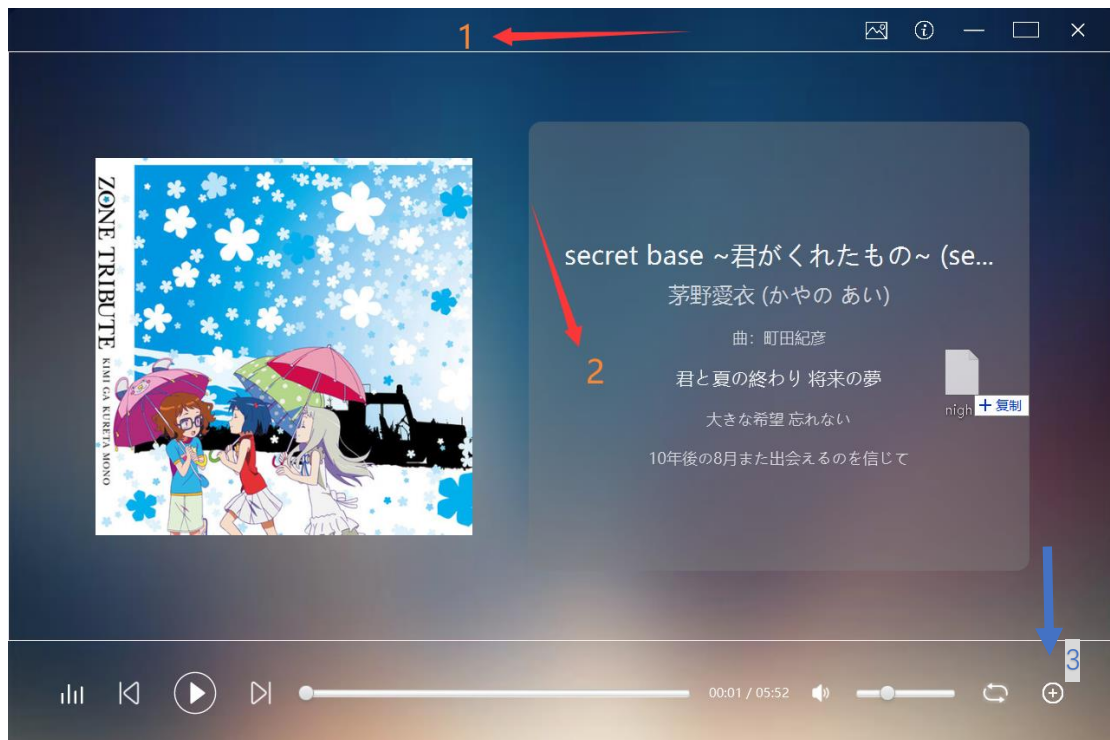 1
ZONE TRIBUTE KIMI GA KURETA MONO
secret base ~君がくれたもの~ (se...
茅野愛衣 (かやの あい)
曲: 町田紀彦
2
君と夏の終わり 将来の夢
nigh
+ 复制
大きな希望 忘れない
10年後の8月また出会えるのを信じて
3
00:01 / 05:52